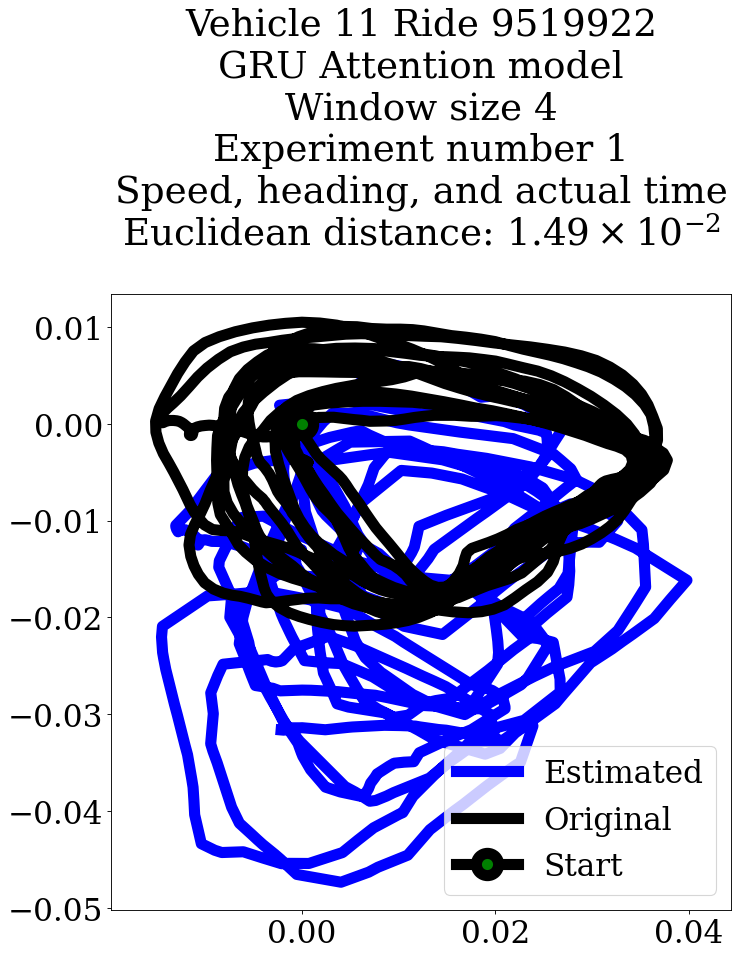 Vehicle 11 Ride 9519922
GRU Attention model
Window size 4
Experiment number 1
Speed, heading, and actual time
Euclidean distance: 1.49 × 10⁻²
0.01
0.00
−0.01
−0.02
−0.03
−0.04
−0.05
Estimated
Original
Start
0.00 0.02 0.04